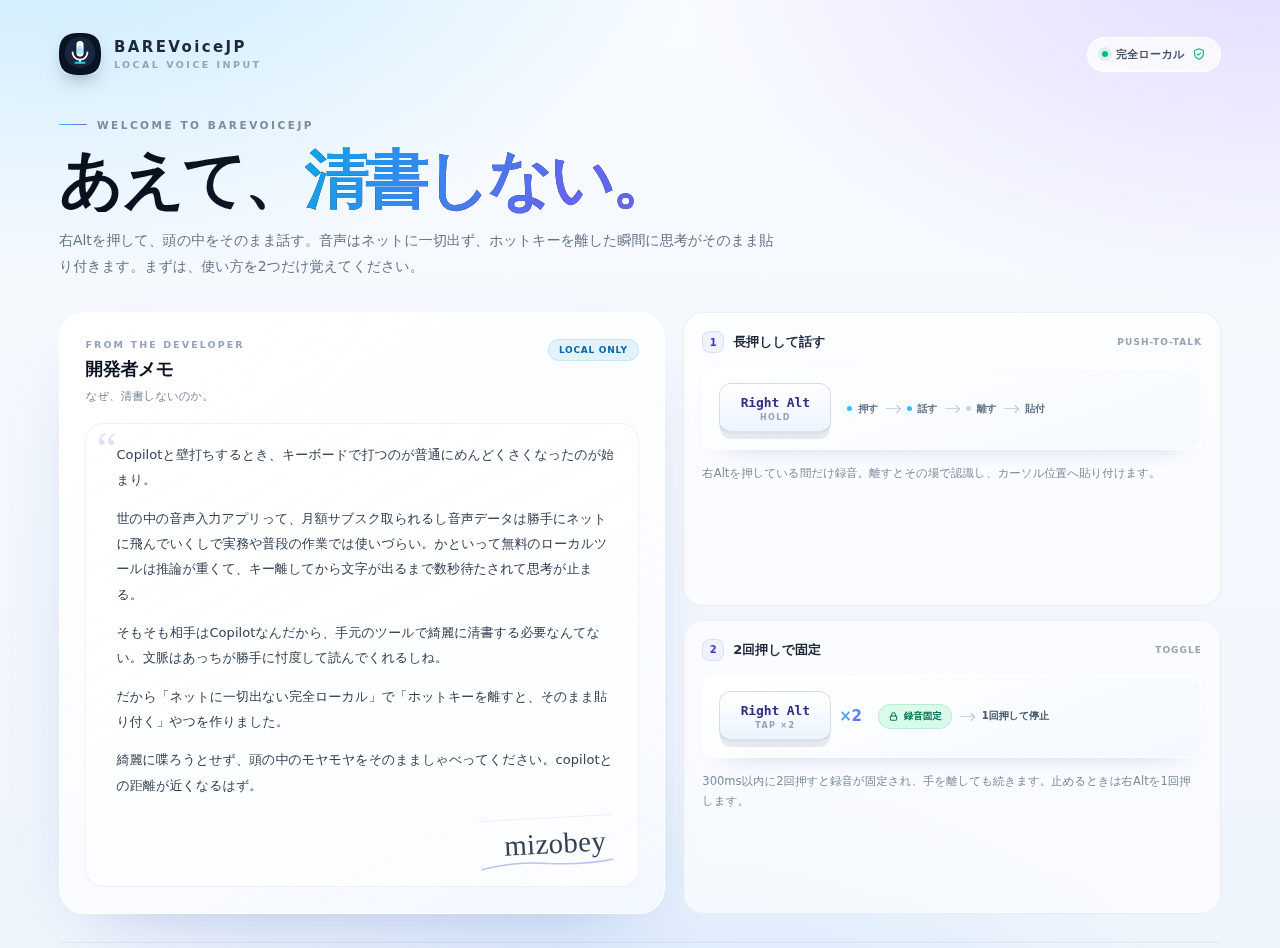 BAREVoiceJP
LOCAL VOICE INPUT
完全ローカル
WELCOME TO BAREVOICEJP
あえて、清書しない。
右Altを押して、頭の中をそのまま話す。音声はネットに一切出ず、ホットキーを離した瞬間に思考がそのまま貼
り付きます。まずは、使い方を2つだけ覚えてください。
FROM THE DEVELOPER
開発者メモ
なぜ、清書しないのか。
LOCAL ONLY
“
Copilotと壁打ちするとき、キーボードで打つのが普通にめんどくさくなったのが始
まり。
世の中の音声入力アプリって、月額サブスク取られるし音声データは勝手にネット
に飛んでいくしで実務や普段の作業では使いづらい。かといって無料のローカルツ
ールは推論が重くて、キー離してから文字が出るまで数秒待たされて思考が止ま
る。
そもそも相手はCopilotなんだから、手元のツールで綺麗に清書する必要なんてな
い。文脈はあっちが勝手に忖度して読んでくれるしね。
だから「ネットに一切出ない完全ローカル」で「ホットキーを離すと、そのまま貼
り付く」やつを作りました。
綺麗に喋ろうとせず、頭の中のモヤモヤをそのまましゃべってください。copilotと
の距離が近くなるはず。
mizobey
1 長押しして話す
PUSH-TO-TALK
Right Alt
HOLD
押す → 話す → 離す → 貼付
右Altを押している間だけ録音。離すとその場で認識し、カーソル位置へ貼り付けます。
2 2回押しで固定
TOGGLE
Right Alt
TAP ×2
×2 録音固定 → 1回押して停止
300ms以内に2回押すと録音が固定され、手を離しても続きます。止めるときは右Altを1回押
します。